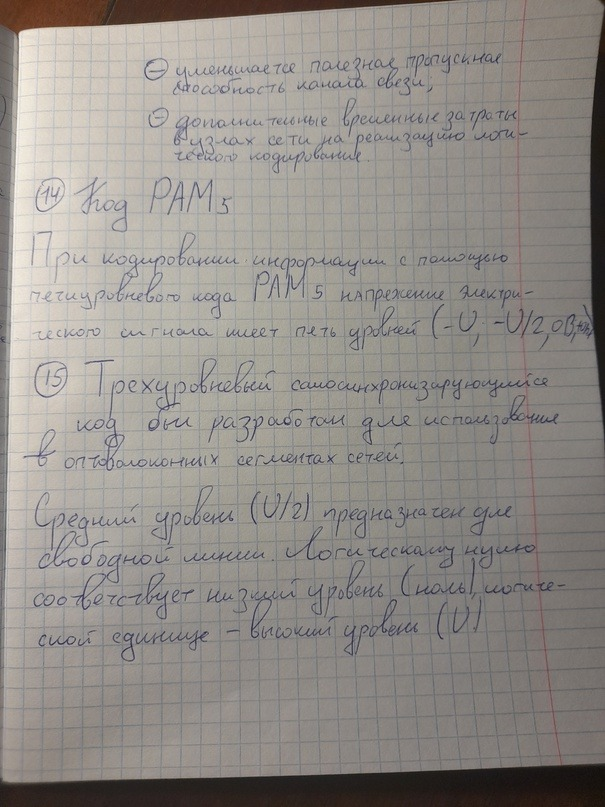 ⊖ уменьшается полезная пропускная
способность канала связи;
⊖ дополнительные временные затраты
в узлах сети на реализацию логи-
ческого кодирования.
14 Код PAM5
При кодировании информации с помощью
пятиуровневого кода PAM5 напряжение электри-
ческого сигнала имеет пять уровней (-U; -U/2, 0В,
15 Трехуровневый самосинхронизирующийся
код был разработан для использования
в оптоволоконных сегментах сетей.
Средний уровень (U/2) предназначен для
свободной линии. Логическому нулю
соответствует низкий уровень (ноль), логиче-
ской единице – высокий уровень (U)